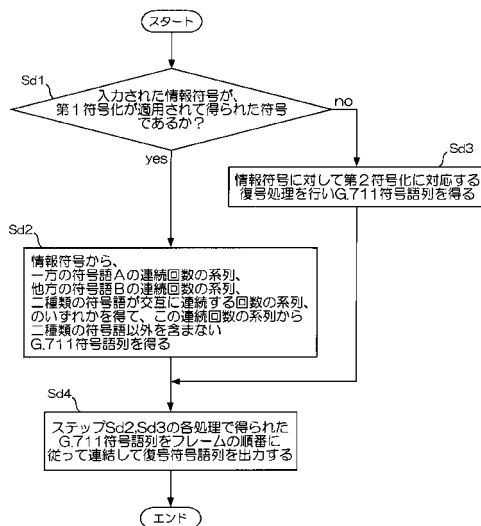 スタート
Sd1
入力された情報符号が、
第１符号化が適用されて得られた符号
であるか？
no
yes
Sd3
情報符号に対して第２符号化に対応する
復号処理を行いG.711符号語列を得る
Sd2
情報符号から、
一方の符号語Ａの連続回数の系列、
他方の符号語Ｂの連続回数の系列、
二種類の符号語が交互に連続する回数の系列、
のいずれかを得て、この連続回数の系列から
二種類の符号語以外を含まない
G.711符号語列を得る
Sd4
ステップSd2,Sd3の各処理で得られた
G.711符号語列をフレームの順番に
従って連結して復号符号語列を出力する
エンド